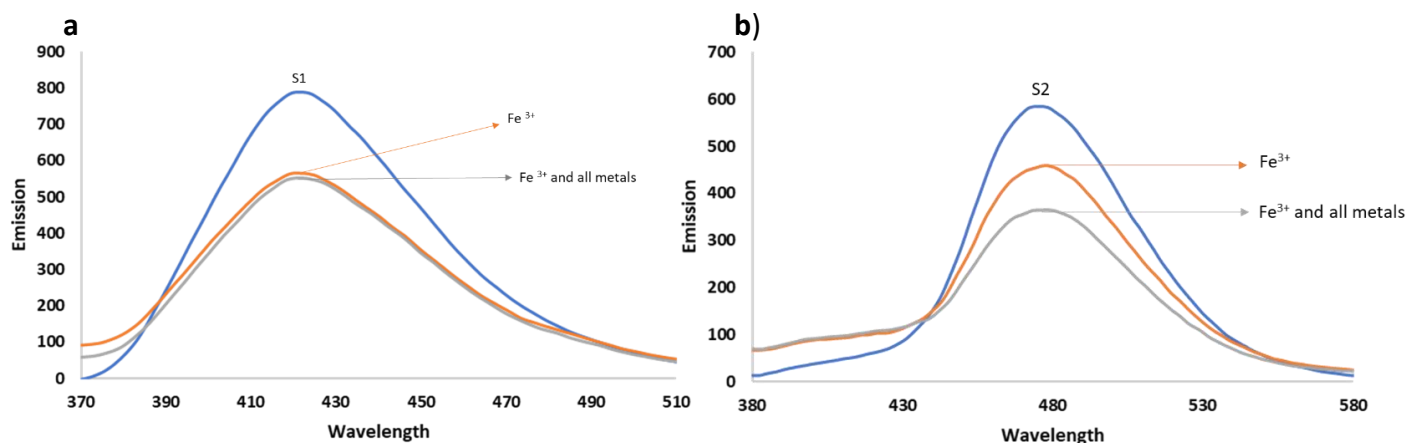 a
900
800
700
600
500
400
300
200
100
0
Emission
370 390 410 430 450 470 490 510
Wavelength
S1
Fe ³⁺
Fe ³⁺ and all metals
b)
700
600
500
400
300
200
100
0
Emission
380 430 480 530 580
Wavelength
S2
Fe³⁺
Fe³⁺ and all metals